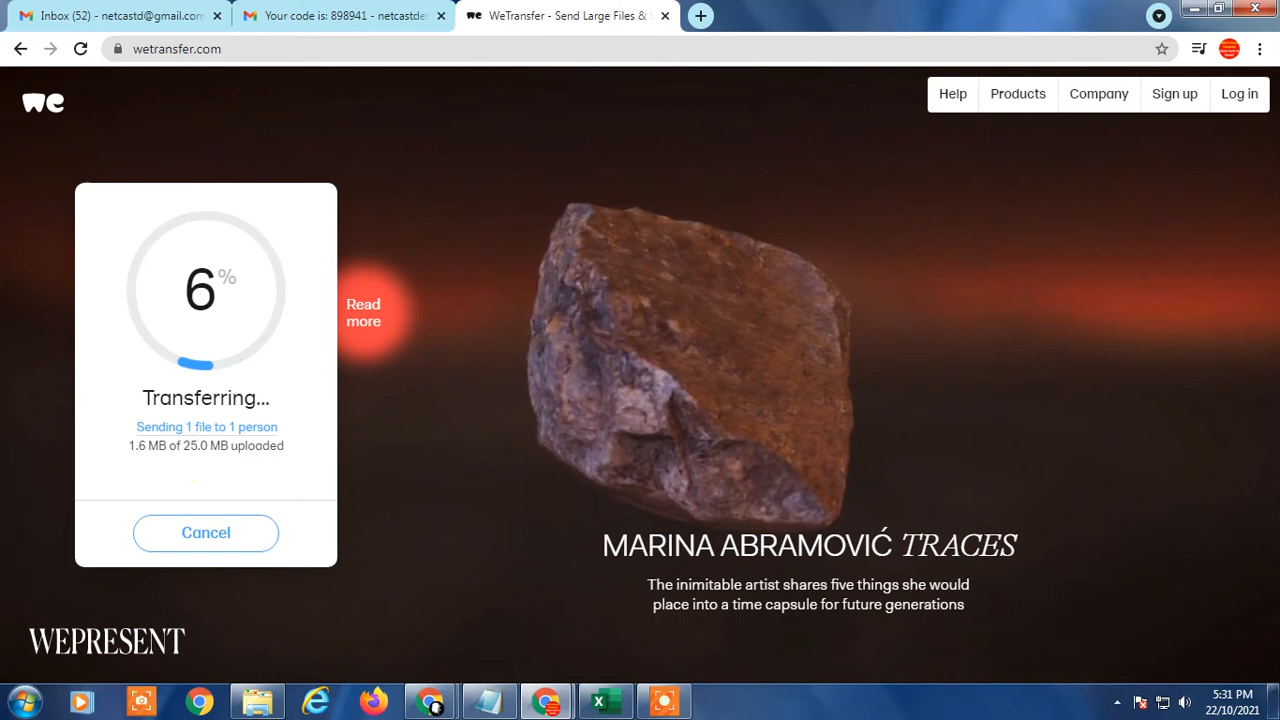 Inbox (52) - netcastd@gmail.com
Your code is: 898941 - netcastder
WeTransfer - Send Large Files & S
wetransfer.com
we
Help
Products
Company
Sign up
Log in
6%
Read
more
Transferring...
Sending 1 file to 1 person
1.6 MB of 25.0 MB uploaded
Cancel
MARINA ABRAMOVIĆ TRACES
The inimitable artist shares five things she would
place into a time capsule for future generations
WEPRESENT
5:31 PM
22/10/2021